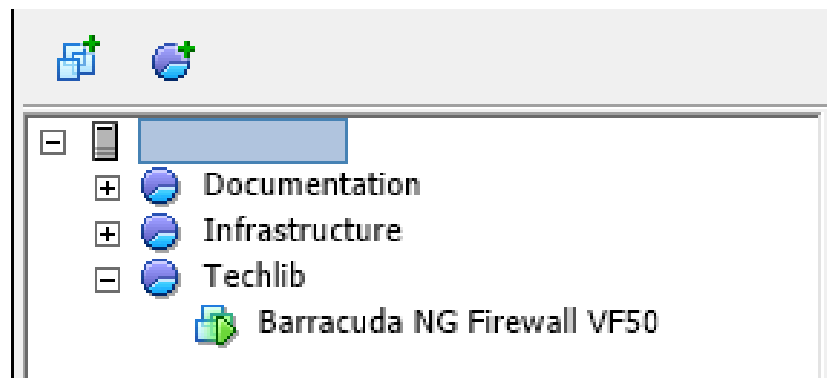 Documentation
Infrastructure
Techlib
Barracuda NG Firewall VF50